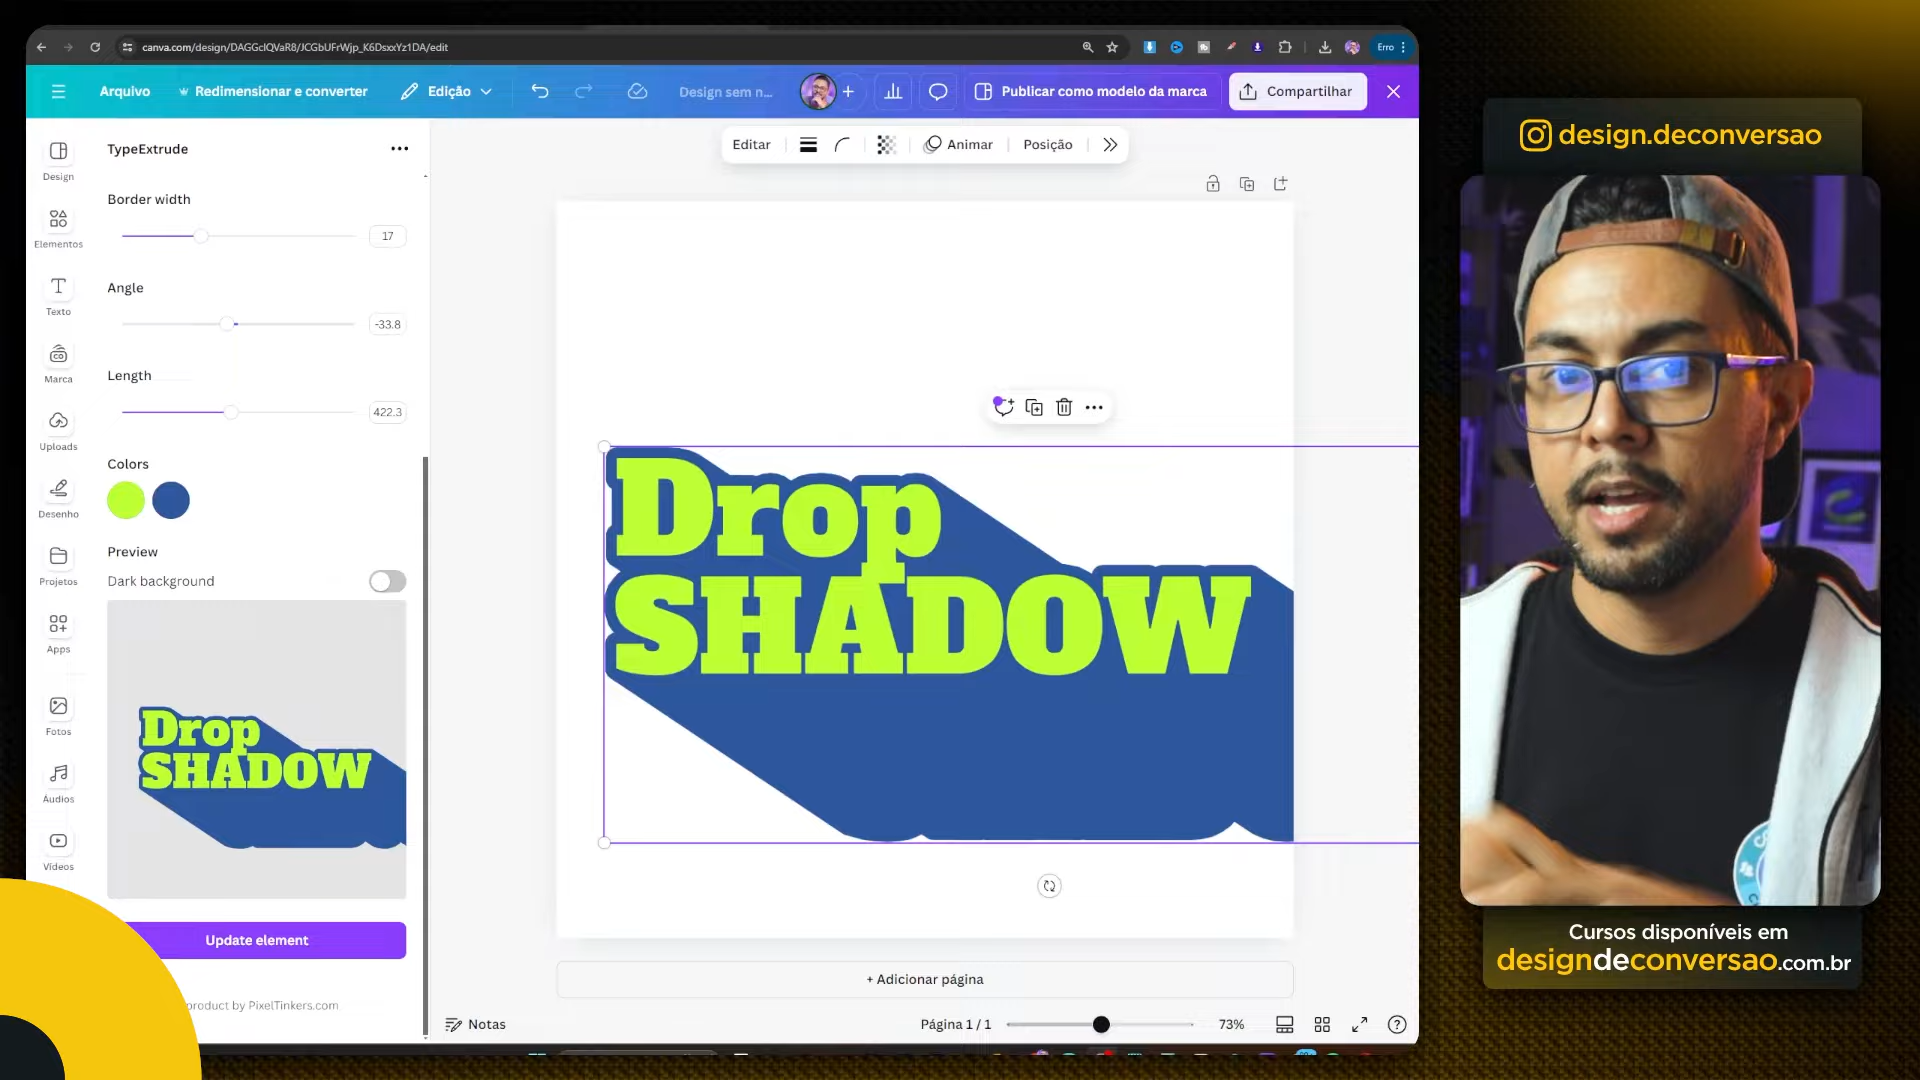 canva.com/design/DAGGclQVaR8/JCGbUFrWjp_K6DsxxYz1DA/edit
Erro
Arquivo
Redimensionar e converter
Edição
Design sem n...
Publicar como modelo da marca
Compartilhar
Design
Elementos
Texto
Marca
Uploads
Desenho
Projetos
Apps
Fotos
Áudios
Vídeos
TypeExtrude
Border width
17
Angle
-33.8
Length
422.3
Colors
Preview
Dark background
Drop
SHADOW
Update element
product by PixelTinkers.com
Editar
Animar
Posição
Drop
SHADOW
+ Adicionar página
Notas
Página 1 / 1
73%
design.deconversao
Cursos disponíveis em
designdeconversao.com.br